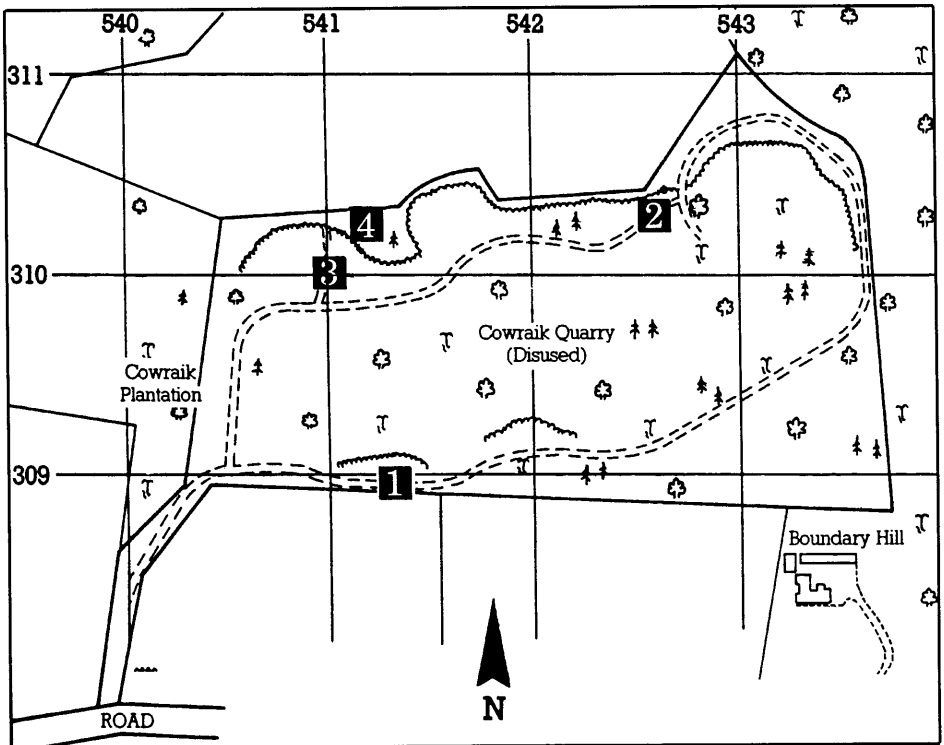 540 541 542 543
311
4
2
310
3
Cowraik Quarry
(Disused)
Cowraik
Plantation
309
1
Boundary Hill
N
ROAD